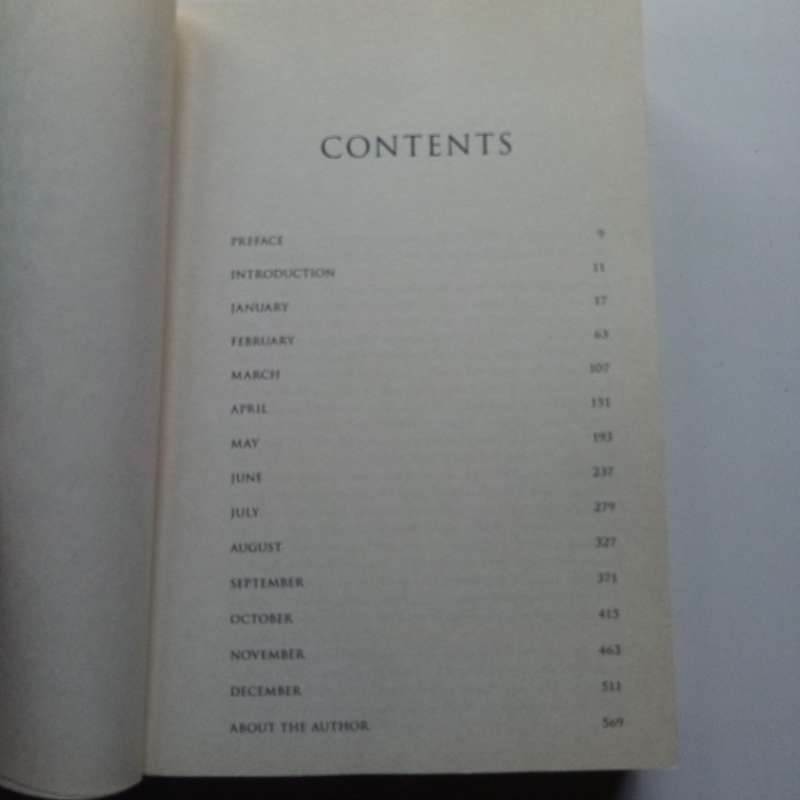 CONTENTS
PREFACE 9
INTRODUCTION 11
JANUARY 17
FEBRUARY 63
MARCH 107
APRIL 151
MAY 193
JUNE 237
JULY 279
AUGUST 327
SEPTEMBER 371
OCTOBER 415
NOVEMBER 463
DECEMBER 511
ABOUT THE AUTHOR 569